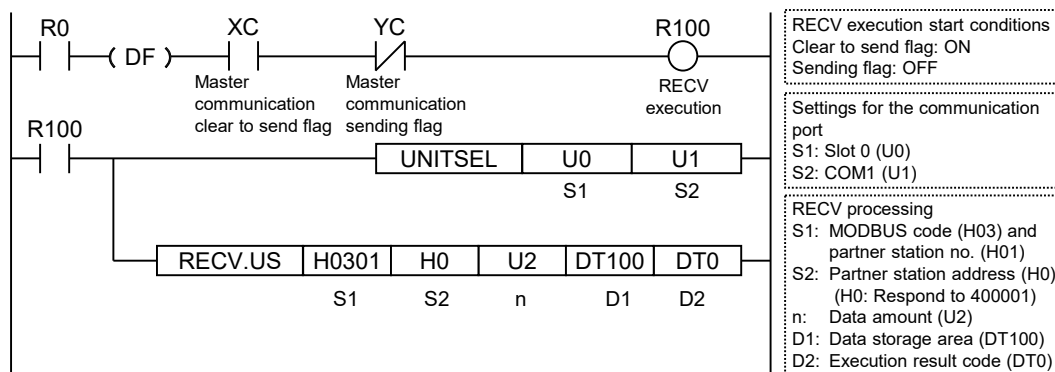 R0
XC
YC
R100
( DF )
Master
communication
clear to send flag
Master
communication
sending flag
RECV
execution
R100
UNITSEL U0 U1
S1 S2
RECV.US H0301 H0 U2 DT100 DT0
S1 S2 n D1 D2
RECV execution start conditions
Clear to send flag: ON
Sending flag: OFF
Settings for the communication
port
S1: Slot 0 (U0)
S2: COM1 (U1)
RECV processing
S1: MODBUS code (H03) and
partner station no. (H01)
S2: Partner station address (H0)
(H0: Respond to 400001)
n: Data amount (U2)
D1: Data storage area (DT100)
D2: Execution result code (DT0)